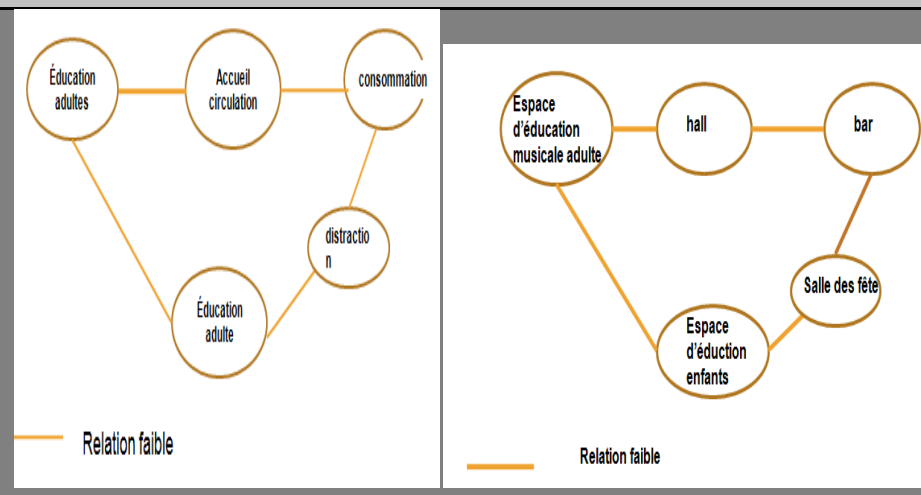 Éducation
adultes
Accueil
circulation
consommation
distractio
n
Éducation
adulte
Relation faible
Espace
d'éducation
musicale adulte
hall
bar
Salle des fête
Espace
d'éduction
enfants
Relation faible